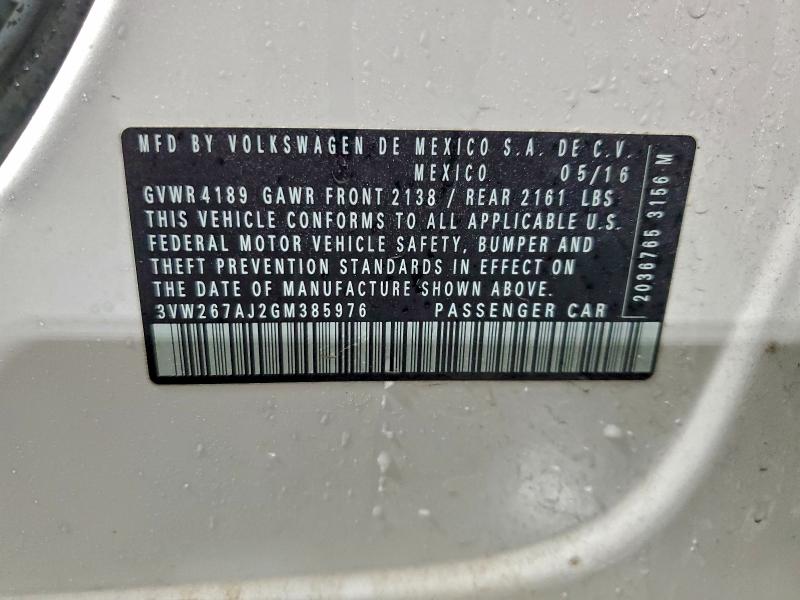 MFD BY VOLKSWAGEN DE MEXICO S.A. DE C.V.
MEXICO 05/16
GVWR 4189 GAWR FRONT 2138 / REAR 2161 LBS
THIS VEHICLE CONFORMS TO ALL APPLICABLE U.S.
FEDERAL MOTOR VEHICLE SAFETY, BUMPER AND
THEFT PREVENTION STANDARDS IN EFFECT ON
THE DATE OF MANUFACTURE SHOWN ABOVE.
3VW267AJ2GM385976 PASSENGER CAR
2036765 3156 M